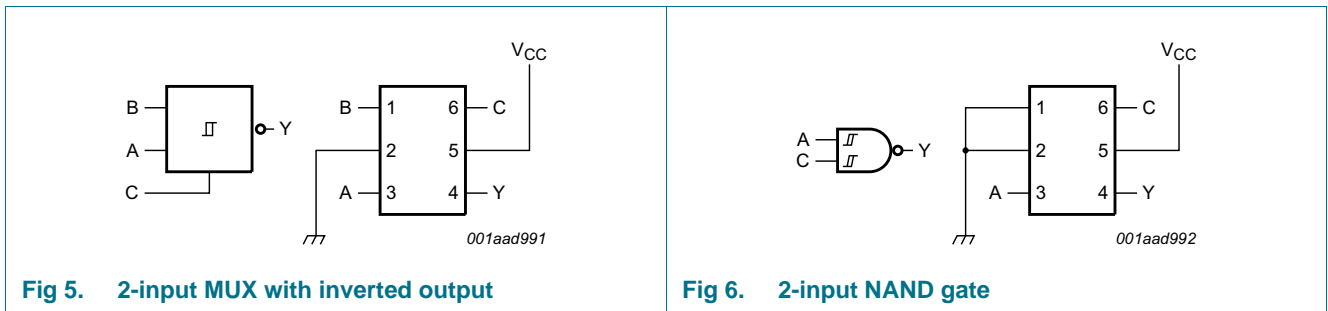 VCC
B
A
C
Y
B 1 6 C
2 5
A 3 4 Y
001aad991
Fig 5. 2-input MUX with inverted output
VCC
A
C
Y
1 6 C
2 5
A 3 4 Y
001aad992
Fig 6. 2-input NAND gate